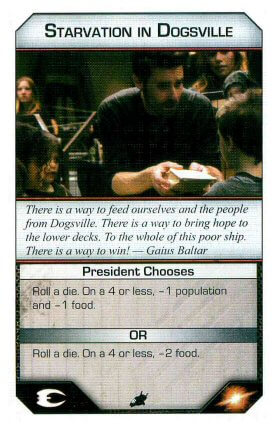 STARVATION IN DOGSVILLE
There is a way to feed ourselves and the people
from Dogsville. There is a way to bring hope to
the lower decks. To the whole of this poor ship.
There is a way to win! — Gaius Baltar
President Chooses
Roll a die. On a 4 or less, -1 population
and -1 food.
OR
Roll a die. On a 4 or less, -2 food.